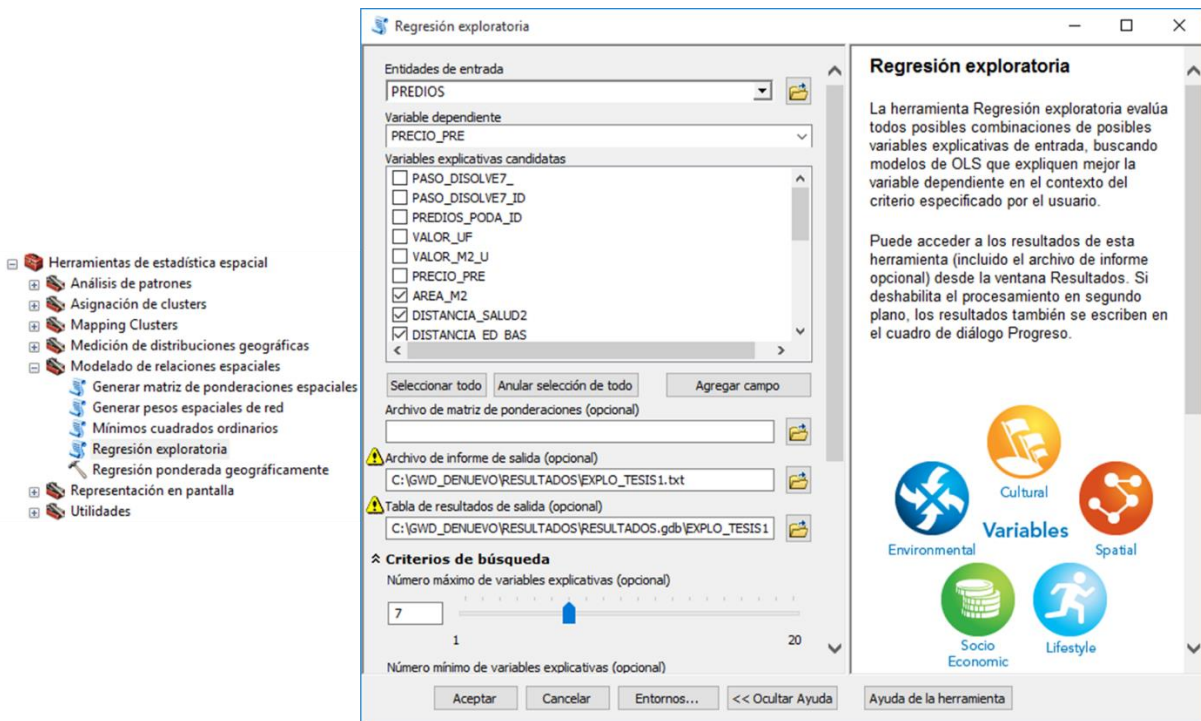 Herramientas de estadística espacial
Análisis de patrones
Asignación de clusters
Mapping Clusters
Medición de distribuciones geográficas
Modelado de relaciones espaciales
Generar matriz de ponderaciones espaciales
Generar pesos espaciales de red
Mínimos cuadrados ordinarios
Regresión exploratoria
Regresión ponderada geográficamente
Representación en pantalla
Utilidades
Regresión exploratoria
Entidades de entrada
PREDIOS
Variable dependiente
PRECIO_PRE
Variables explicativas candidatas
PASO_DISOLVE7_
PASO_DISOLVE7_ID
PREDIOS_PODA_ID
VALOR_UF
VALOR_M2_U
PRECIO_PRE
AREA_M2
DISTANCIA_SALUD2
DISTANCIA_ED_BAS
Seleccionar todo
Anular selección de todo
Agregar campo
Archivo de matriz de ponderaciones (opcional)
Archivo de informe de salida (opcional)
C:\GWD_DENUEVO\RESULTADOS\EXPLO_TESIS1.txt
Tabla de resultados de salida (opcional)
C:\GWD_DENUEVO\RESULTADOS\RESULTADOS.gdb\EXPLO_TESIS1
Criterios de búsqueda
Número máximo de variables explicativas (opcional)
7
1
20
Número mínimo de variables explicativas (opcional)
Aceptar
Cancelar
Entornos...
<< Ocultar Ayuda
Ayuda de la herramienta
Regresión exploratoria
La herramienta Regresión exploratoria evalúa
todos posibles combinaciones de posibles
variables explicativas de entrada, buscando
modelos de OLS que expliquen mejor la
variable dependiente en el contexto del
criterio especificado por el usuario.
Puede acceder a los resultados de esta
herramienta (incluido el archivo de informe
opcional) desde la ventana Resultados. Si
deshabilita el procesamiento en segundo
plano, los resultados también se escriben en
el cuadro de diálogo Progreso.
Cultural
Variables
Environmental
Spatial
Socio
Economic
Lifestyle